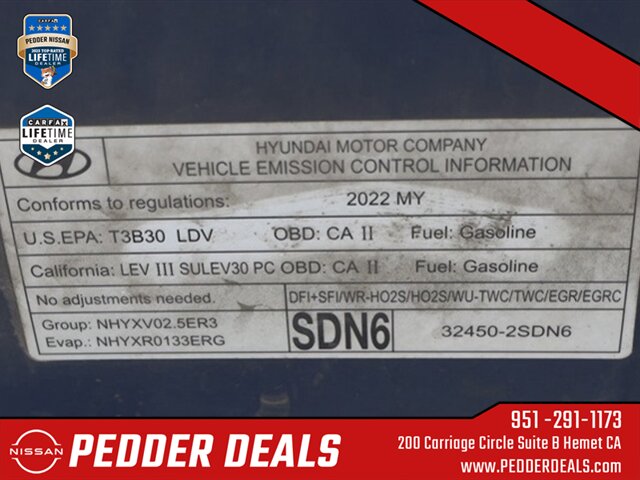 CARFAX
PEDDER NISSAN
2023 TOP-RATED
LIFETIME
DEALER
CARFAX
LIFETIME
DEALER
HYUNDAI MOTOR COMPANY
VEHICLE EMISSION CONTROL INFORMATION
Conforms to regulations: 2022 MY
U.S.EPA: T3B30 LDV OBD: CA II Fuel: Gasoline
California: LEV III SULEV30 PC OBD: CA II Fuel: Gasoline
No adjustments needed. DFI+SFI/WR-HO2S/HO2S/WU-TWC/TWC/EGR/EGRC
Group: NHYXV02.5ER3
Evap.: NHYXR0133ERG
SDN6 32450-2SDN6
NISSAN
PEDDER DEALS
951 -291-1173
200 Carriage Circle Suite B Hemet CA
www.PEDDERDEALS.com